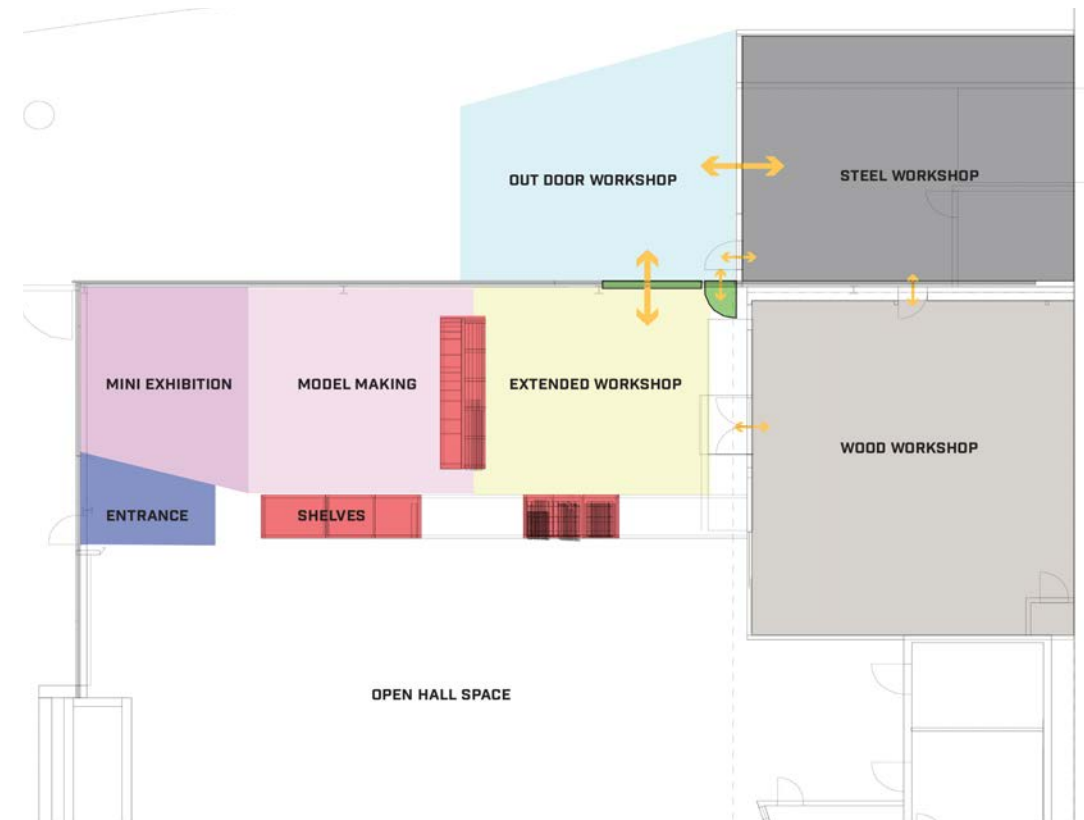 OUT DOOR WORKSHOP
STEEL WORKSHOP
MINI EXHIBITION
MODEL MAKING
EXTENDED WORKSHOP
WOOD WORKSHOP
ENTRANCE
SHELVES
OPEN HALL SPACE